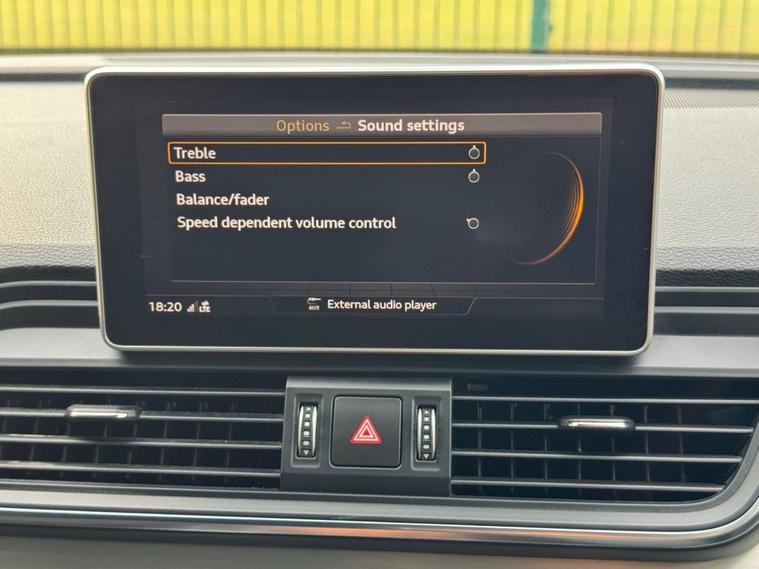 Options Sound settings
Treble
Bass
Balance/fader
Speed dependent volume control
18:20 LTE AUX External audio player